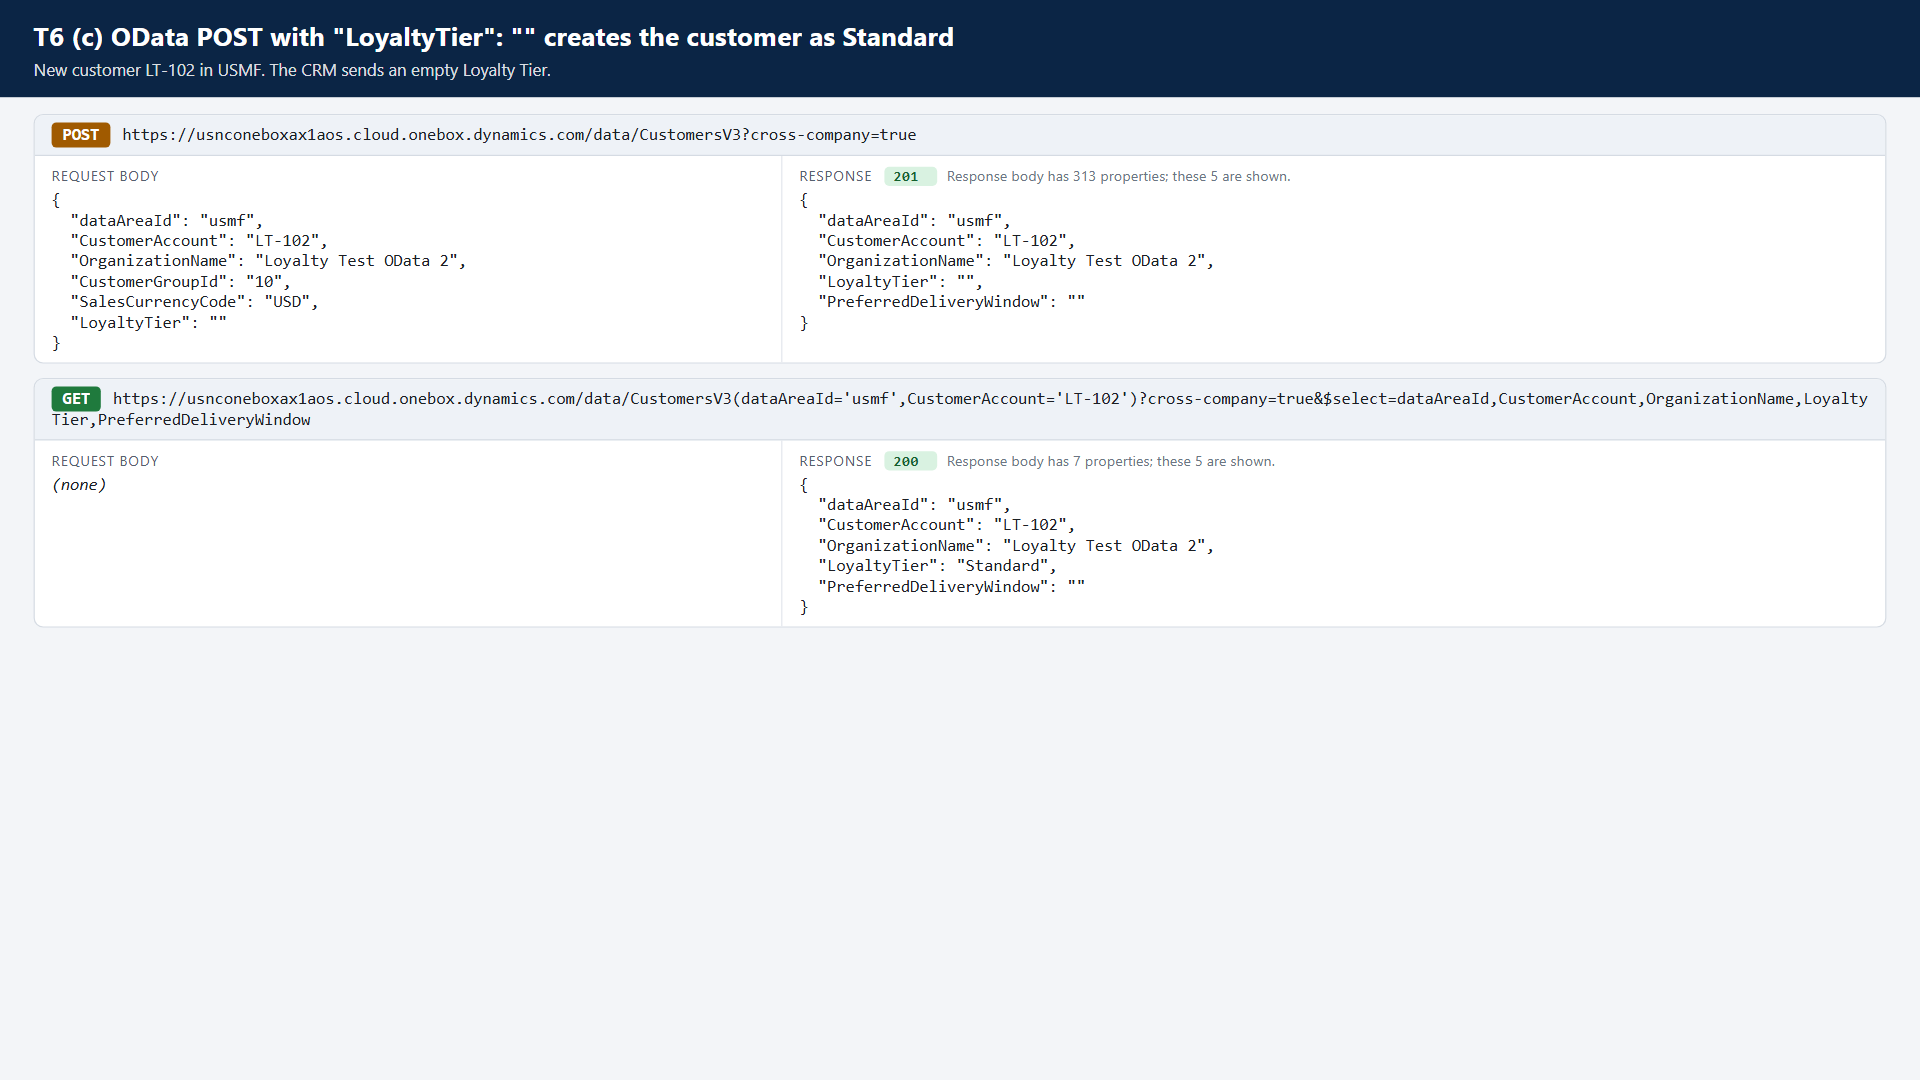 T6 (c) OData POST with "LoyaltyTier": "" creates the customer as Standard
New customer LT-102 in USMF. The CRM sends an empty Loyalty Tier.
POST https://usnconeboxax1aos.cloud.onebox.dynamics.com/data/CustomersV3?cross-company=true
REQUEST BODY
{
  "dataAreaId": "usmf",
  "CustomerAccount": "LT-102",
  "OrganizationName": "Loyalty Test OData 2",
  "CustomerGroupId": "10",
  "SalesCurrencyCode": "USD",
  "LoyaltyTier": ""
}
RESPONSE 201 Response body has 313 properties; these 5 are shown.
{
  "dataAreaId": "usmf",
  "CustomerAccount": "LT-102",
  "OrganizationName": "Loyalty Test OData 2",
  "LoyaltyTier": "",
  "PreferredDeliveryWindow": ""
}
GET https://usnconeboxax1aos.cloud.onebox.dynamics.com/data/CustomersV3(dataAreaId='usmf',CustomerAccount='LT-102')?cross-company=true&$select=dataAreaId,CustomerAccount,OrganizationName,Loyalty
Tier,PreferredDeliveryWindow
REQUEST BODY
(none)
RESPONSE 200 Response body has 7 properties; these 5 are shown.
{
  "dataAreaId": "usmf",
  "CustomerAccount": "LT-102",
  "OrganizationName": "Loyalty Test OData 2",
  "LoyaltyTier": "Standard",
  "PreferredDeliveryWindow": ""
}